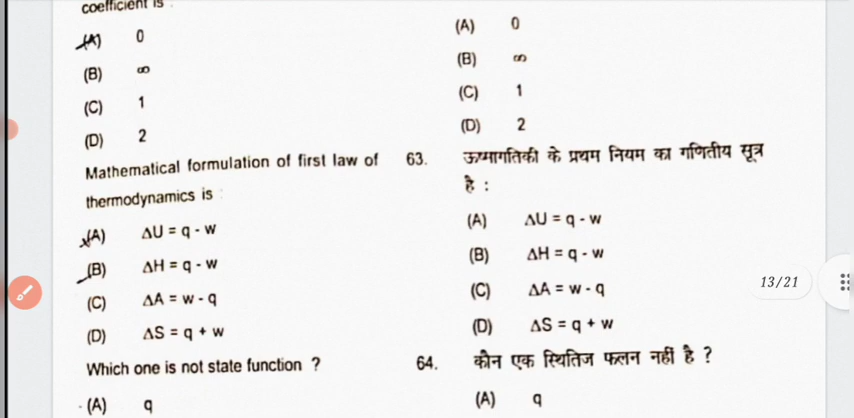 coefficient is :
(A) 0
(B) ∞
(C) 1
(D) 2
Mathematical formulation of first law of
thermodynamics is :
(A) ΔU = q - w
(B) ΔH = q - w
(C) ΔA = w - q
(D) ΔS = q + w
Which one is not state function ?
(A) q
(A) 0
(B) ∞
(C) 1
(D) 2
63. ऊष्मागतिकी के प्रथम नियम का गणितीय सूत्र
है :
(A) ΔU = q - w
(B) ΔH = q - w
(C) ΔA = w - q
(D) ΔS = q + w
64. कौन एक स्थितिज फलन नहीं है ?
(A) q
13/21